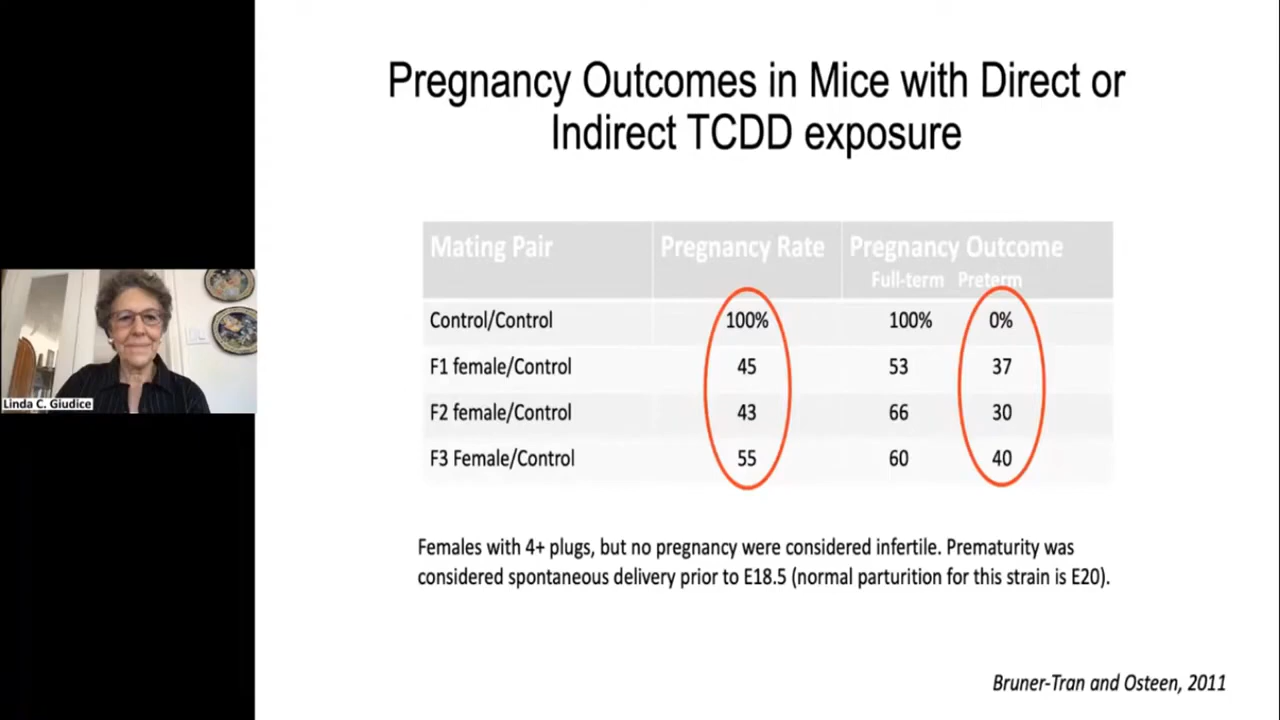 Pregnancy Outcomes in Mice with Direct or
Indirect TCDD exposure
Mating Pair Pregnancy Rate Pregnancy Outcome
Full-term Preterm
Control/Control 100% 100% 0%
F1 female/Control 45 53 37
F2 female/Control 43 66 30
F3 Female/Control 55 60 40
Females with 4+ plugs, but no pregnancy were considered infertile. Prematurity was
considered spontaneous delivery prior to E18.5 (normal parturition for this strain is E20).
Bruner-Tran and Osteen, 2011
Linda C. Giudice